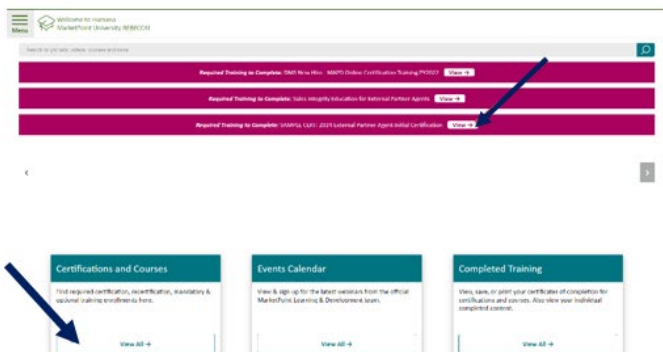 Menu
Welcome to Humana
MarketPoint University REBECCA!
Search for journeys, videos, courses and more
Required Training to Complete: DMS New Hire - MAPD Online Certification Training PY2022 View →
Required Training to Complete: Sales Integrity Education for External Partner Agents View →
Required Training to Complete: SAMPLE CERT: 2024 External Partner Agent Initial Certification View →
Certifications and Courses
Find required certification, recertification, mandatory &
optional training enrollments here.
View All →
Events Calendar
View & sign up for the latest webinars from the official
MarketPoint Learning & Development team.
View All →
Completed Training
View, save, or print your certificates of completion for
certifications and courses. Also view your individual
completed content.
View All →